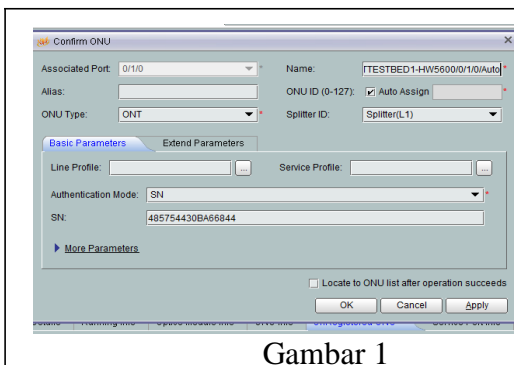 Confirm ONU
Associated Port: 0/1/0 * Name: TTESTBED1-HW5600/0/1/0/Auto *
Alias: ONU ID (0-127): Auto Assign *
ONU Type: ONT * Splitter ID: Splitter(L1) *
Basic Parameters Extend Parameters
Line Profile: ... Service Profile: ...
Authentication Mode: SN *
SN: 485754430BA66844
More Parameters
Locate to ONU list after operation succeeds
OK Cancel Apply
Gambar 1